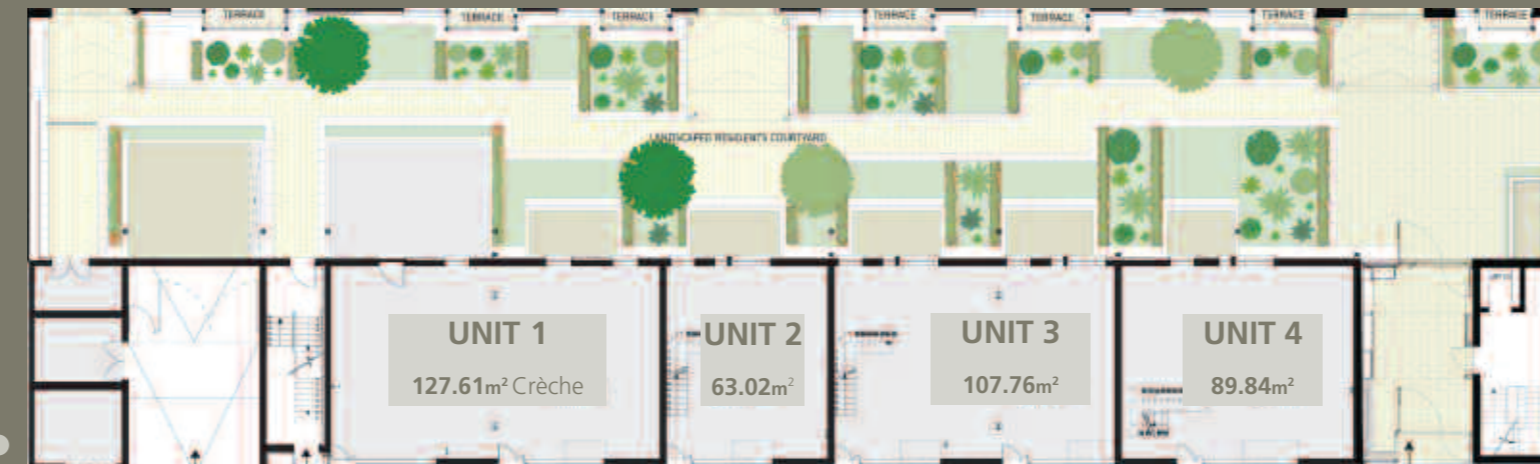 TERRACE
TERRACE
TERRACE
TERRACE
TERRACE
TERRACE
TERRACE
LANDSCAPED RESIDENTS COURTYARD
UNIT 1
127.61m² Crèche
UNIT 2
63.02m²
UNIT 3
107.76m²
UNIT 4
89.84m²